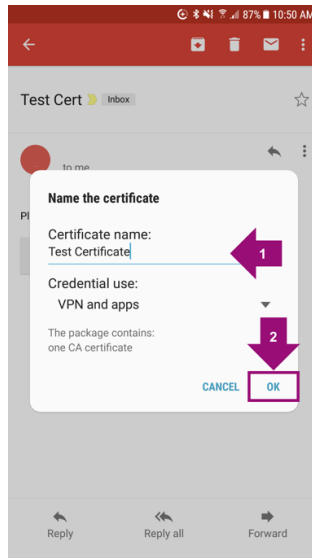 87% 10:50 AM
Test Cert Inbox
to me
Pl
Name the certificate
Certificate name:
Test Certificate
1
Credential use:
VPN and apps
The package contains:
one CA certificate
2
CANCEL OK
Reply Reply all Forward